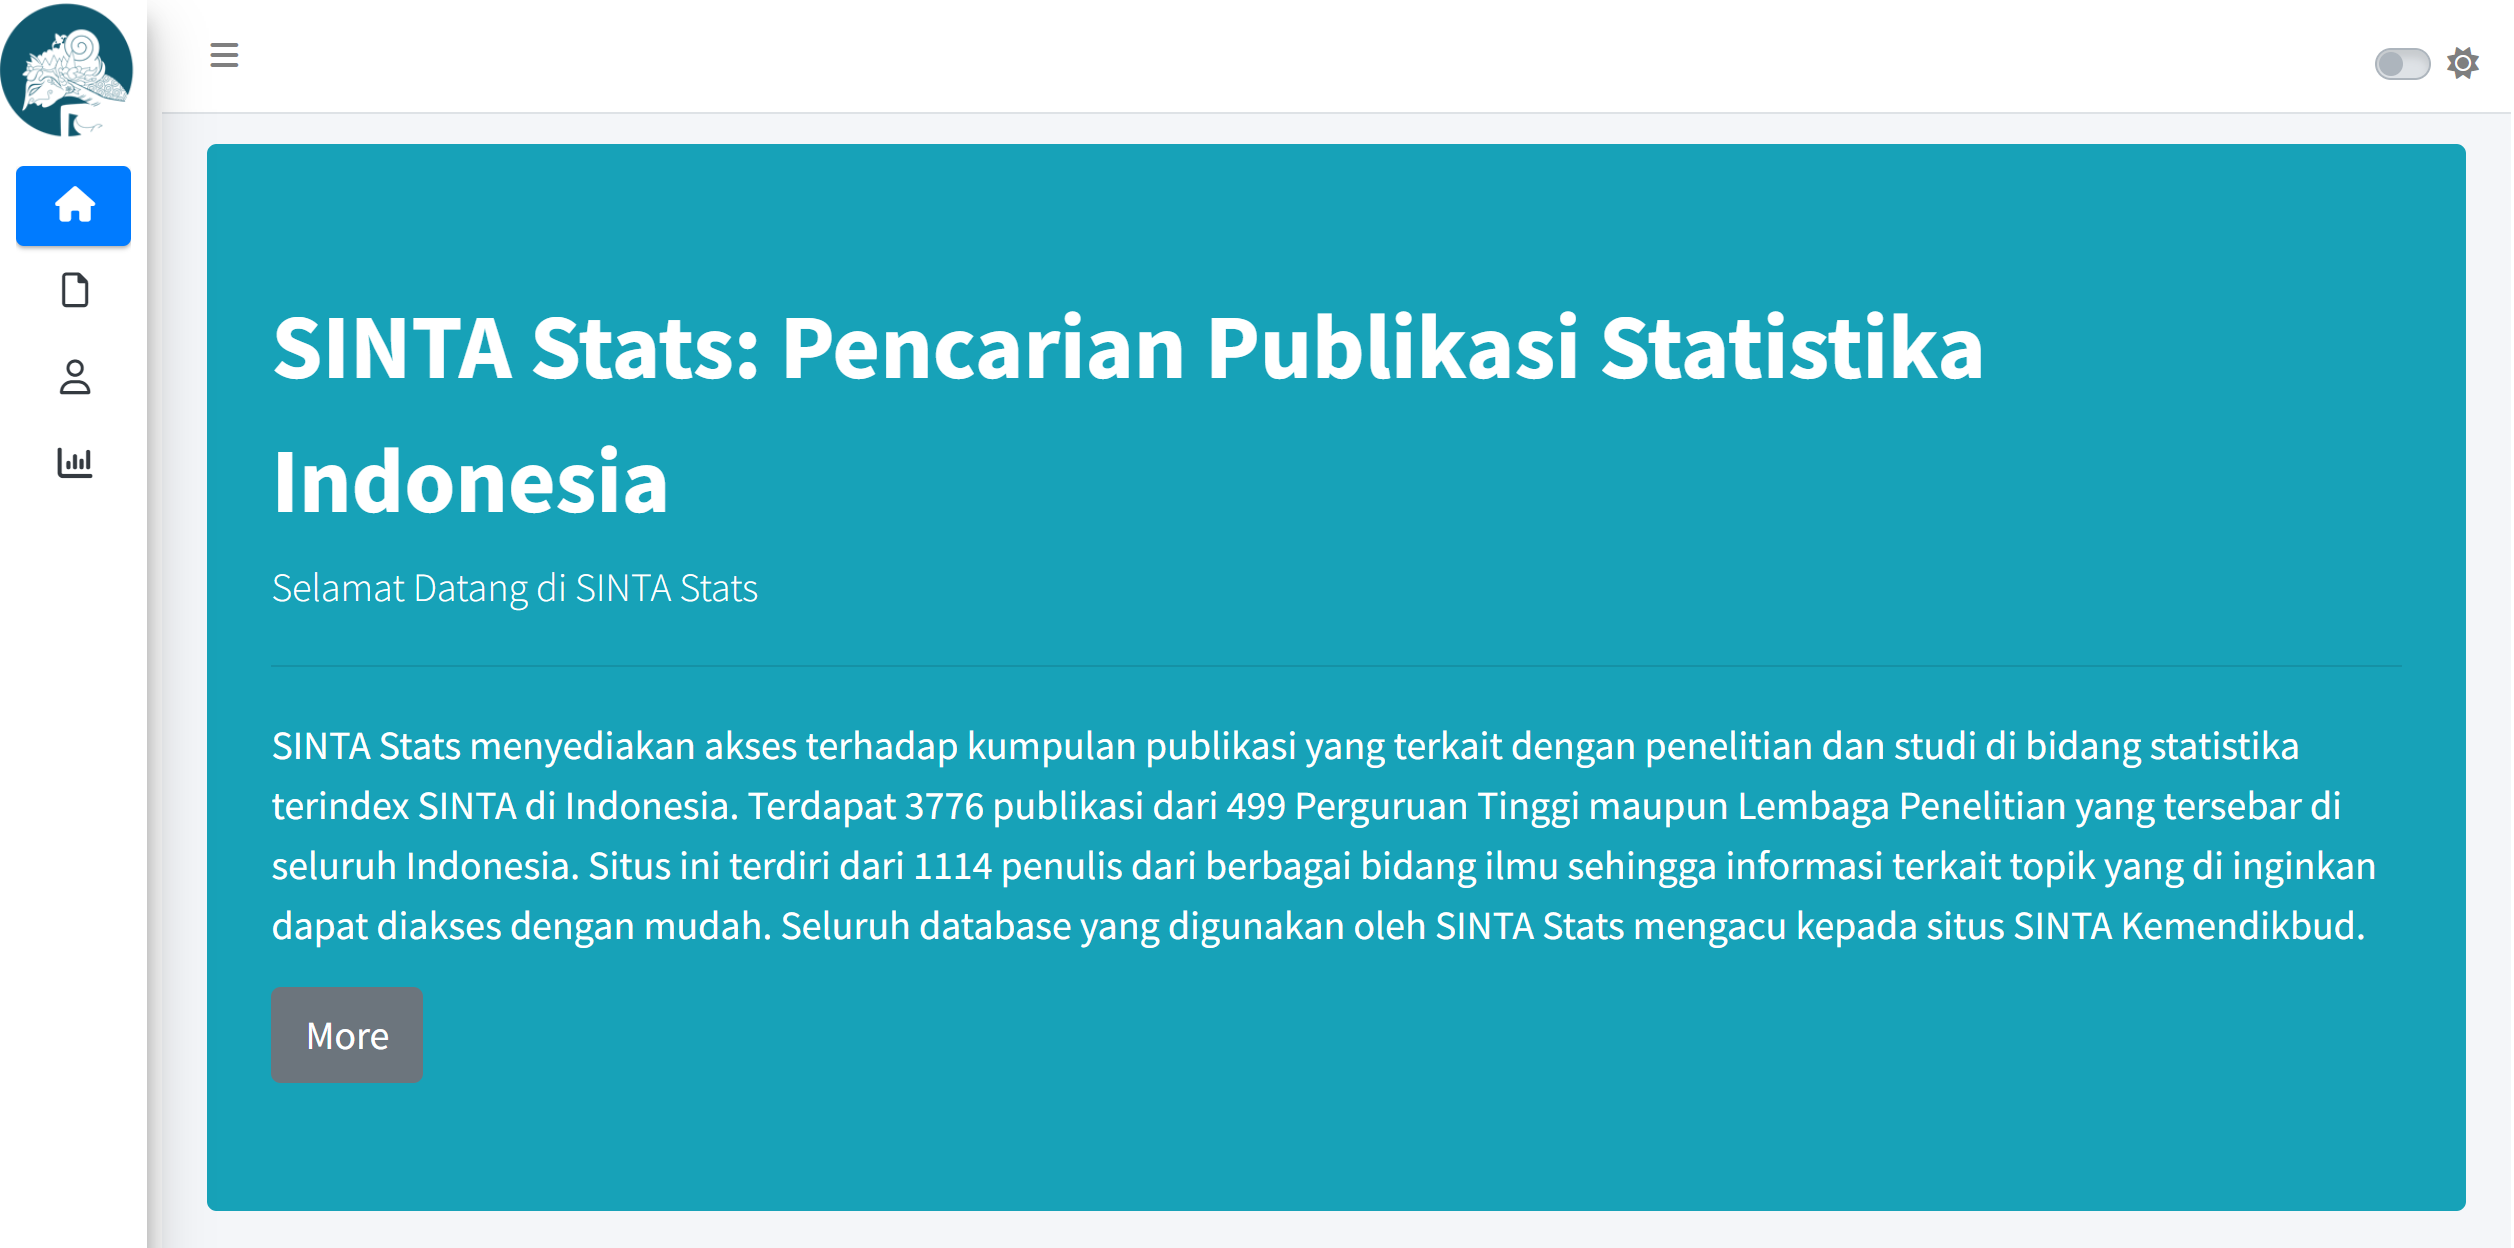 SINTA Stats: Pencarian Publikasi Statistika
Indonesia
Selamat Datang di SINTA Stats
SINTA Stats menyediakan akses terhadap kumpulan publikasi yang terkait dengan penelitian dan studi di bidang statistika
terindex SINTA di Indonesia. Terdapat 3776 publikasi dari 499 Perguruan Tinggi maupun Lembaga Penelitian yang tersebar di
seluruh Indonesia. Situs ini terdiri dari 1114 penulis dari berbagai bidang ilmu sehingga informasi terkait topik yang di inginkan
dapat diakses dengan mudah. Seluruh database yang digunakan oleh SINTA Stats mengacu kepada situs SINTA Kemendikbud.
More